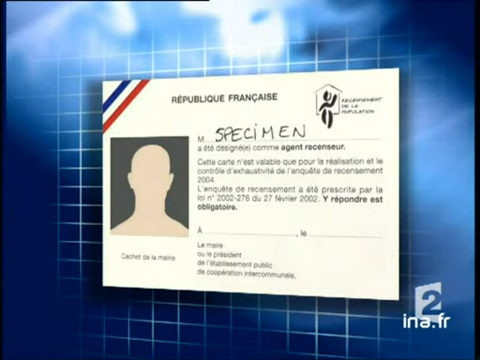 RÉPUBLIQUE FRANÇAISE
RECENSEMENT
DE LA
POPULATION
M SPECIMEN
a été désigné(e) comme agent recenseur.
Cette carte n'est valable que pour la réalisation et le
contrôle d'exhaustivité de l'enquête de recensement
2004.
L'enquête de recensement a été prescrite par la
loi n° 2002-276 du 27 février 2002. Y répondre est
obligatoire.
À , le
Cachet de la mairie
Le maire
ou le président
de l'établissement public
de coopération intercommunale,
2
ina.fr